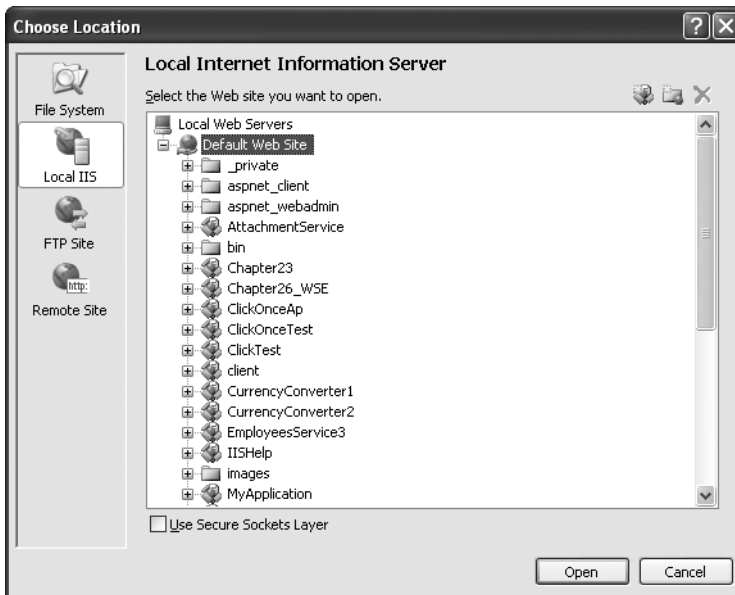 Choose Location
File System
Local IIS
FTP Site
http:
Remote Site
Local Internet Information Server
Select the Web site you want to open.
Local Web Servers
Default Web Site
_private
aspnet_client
aspnet_webadmin
AttachmentService
bin
Chapter23
Chapter26_WSE
ClickOnceAp
ClickOnceTest
ClickTest
client
CurrencyConverter1
CurrencyConverter2
EmployeesService3
IISHelp
images
MyApplication
Use Secure Sockets Layer
Open
Cancel